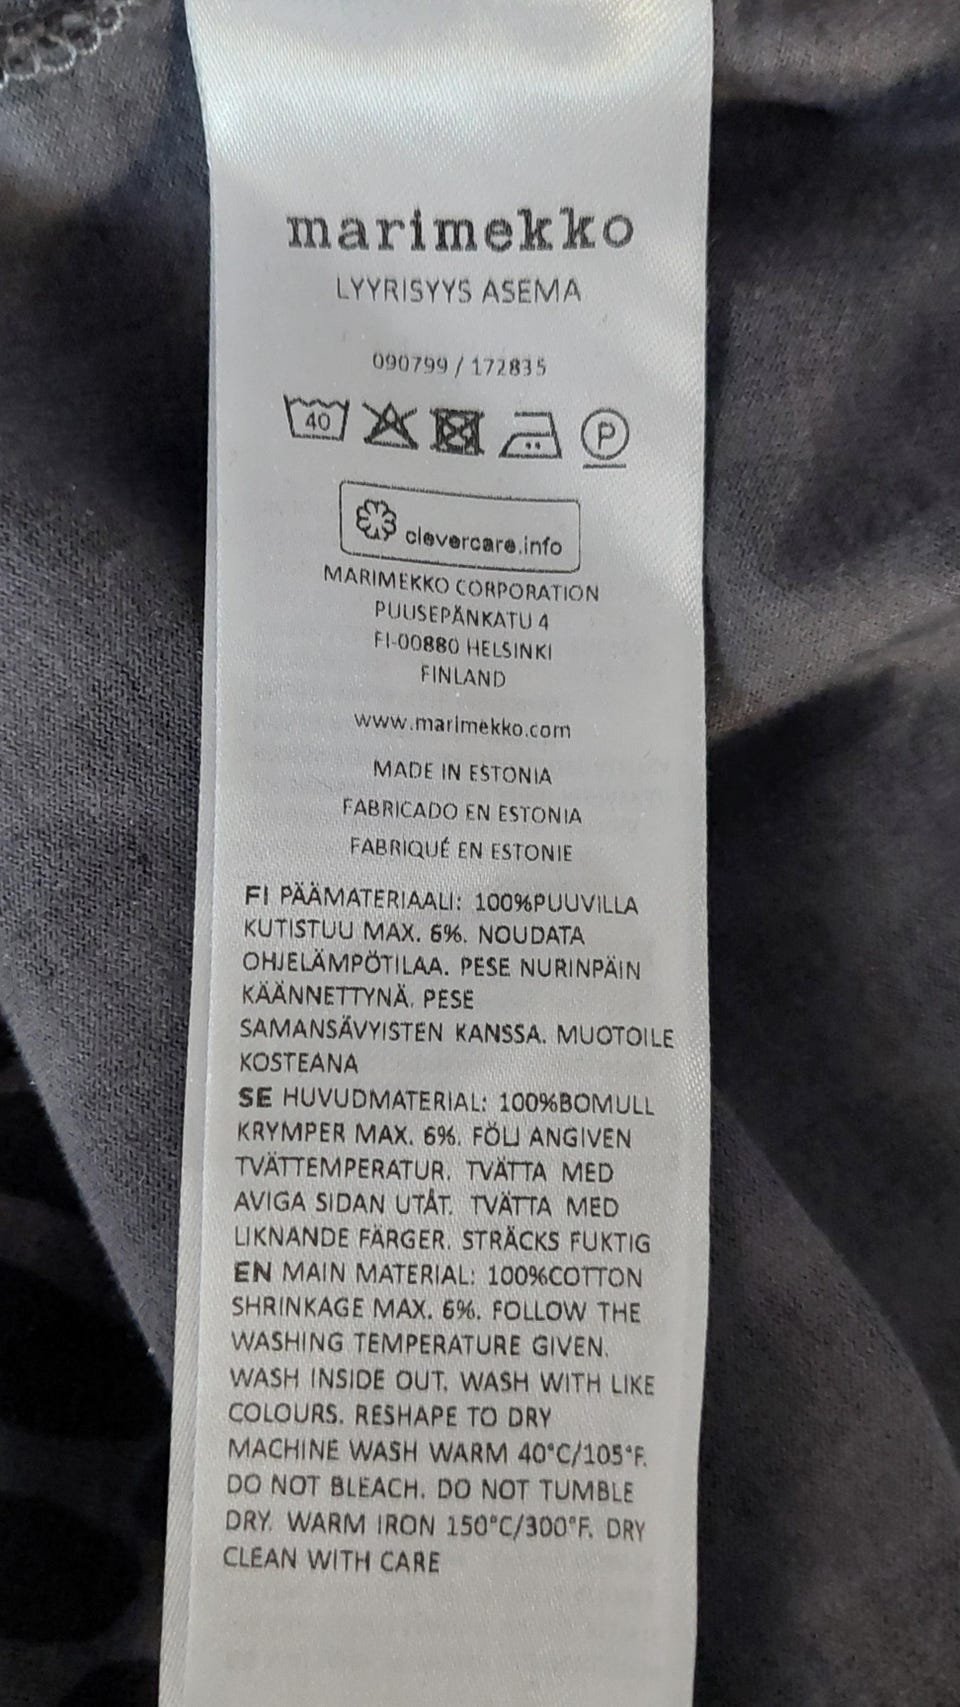 marimekko
LYYRISYYS ASEMA
090799 / 172835
40 P
clevercare.info
MARIMEKKO CORPORATION
PUUSEPÄNKATU 4
FI-00880 HELSINKI
FINLAND
www.marimekko.com
MADE IN ESTONIA
FABRICADO EN ESTONIA
FABRIQUÉ EN ESTONIE
FI PÄÄMATERIAALI: 100%PUUVILLA
KUTISTUU MAX. 6%. NOUDATA
OHJELÄMPÖTILAA. PESE NURINPÄIN
KÄÄNNETTYNÄ. PESE
SAMANSÄVYISTEN KANSSA. MUOTOILE
KOSTEANA
SE HUVUDMATERIAL: 100%BOMULL
KRYMPER MAX. 6%. FÖLJ ANGIVEN
TVÄTTEMPERATUR. TVÄTTA MED
AVIGA SIDAN UTÅT. TVÄTTA MED
LIKNANDE FÄRGER. STRÄCKS FUKTIG
EN MAIN MATERIAL: 100%COTTON
SHRINKAGE MAX. 6%. FOLLOW THE
WASHING TEMPERATURE GIVEN.
WASH INSIDE OUT. WASH WITH LIKE
COLOURS. RESHAPE TO DRY
MACHINE WASH WARM 40°C/105°F.
DO NOT BLEACH. DO NOT TUMBLE
DRY. WARM IRON 150°C/300°F. DRY
CLEAN WITH CARE